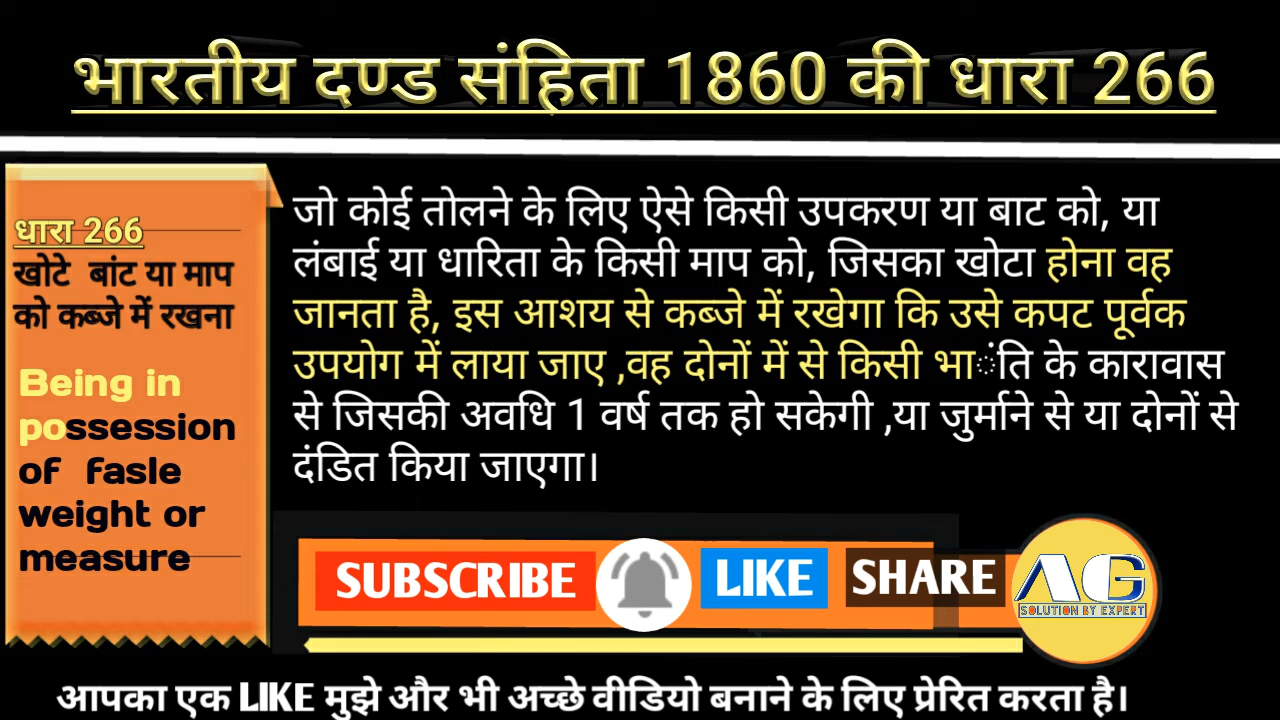 भारतीय दण्ड संहिता 1860 की धारा 266
धारा 266
खोटे बांट या माप
को कब्जे में रखना
Being in
possession
of fasle
weight or
measure
जो कोई तोलने के लिए ऐसे किसी उपकरण या बाट को, या
लंबाई या धारिता के किसी माप को, जिसका खोटा होना वह
जानता है, इस आशय से कब्जे में रखेगा कि उसे कपट पूर्वक
उपयोग में लाया जाए ,वह दोनों में से किसी भाांति के कारावास
से जिसकी अवधि 1 वर्ष तक हो सकेगी ,या जुर्माने से या दोनों से
दंडित किया जाएगा।
SUBSCRIBE LIKE SHARE
AG
SOLUTION BY EXPERT
आपका एक LIKE मुझे और भी अच्छे वीडियो बनाने के लिए प्रेरित करता है।